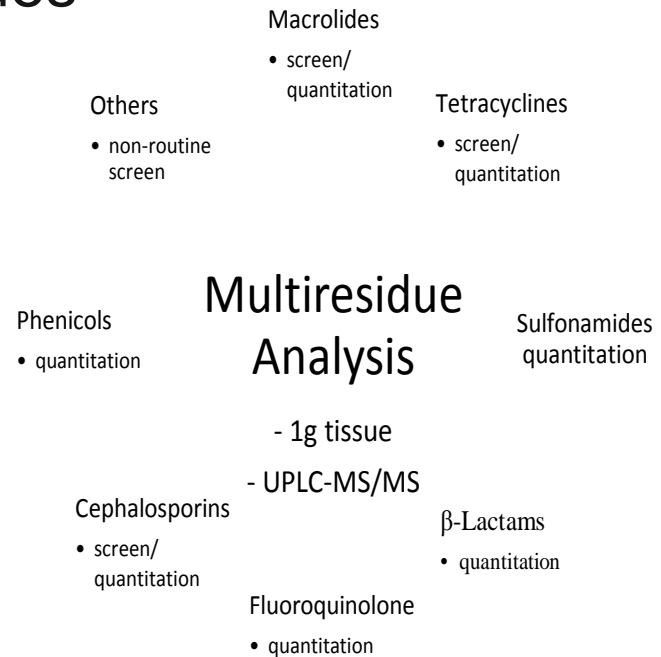 Macrolides
• screen/
quantitation
Others
• non-routine
screen
Tetracyclines
• screen/
quantitation
Multiresidue
Analysis
- 1g tissue
- UPLC-MS/MS
Phenicols
• quantitation
Sulfonamides
quantitation
Cephalosporins
• screen/
quantitation
β-Lactams
• quantitation
Fluoroquinolone
• quantitation